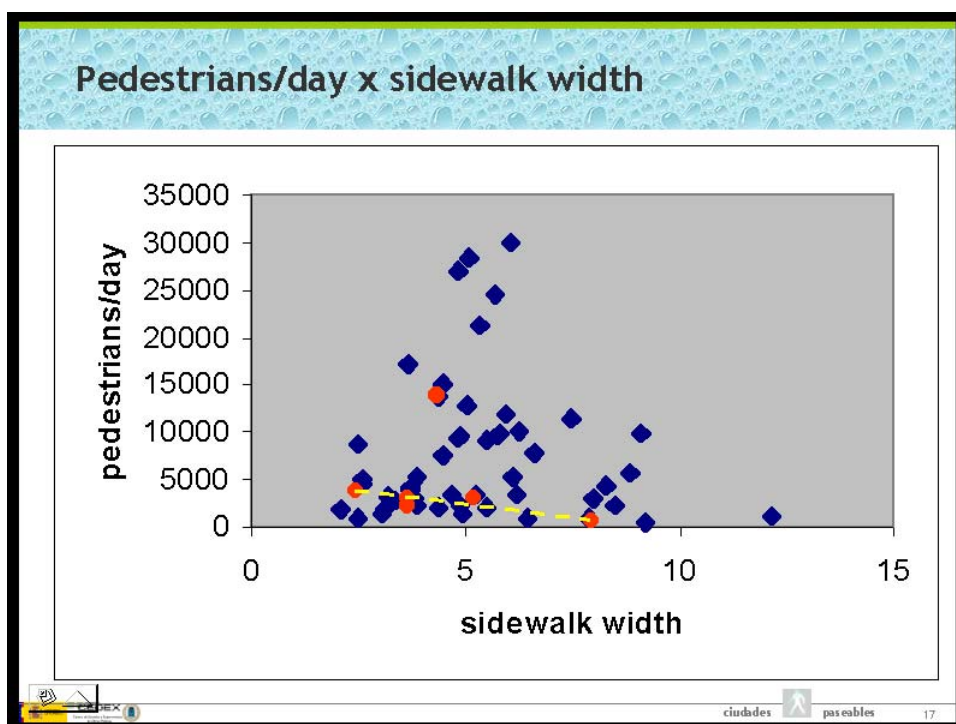 Pedestrians/day x sidewalk width
35000
30000
25000
20000
15000
10000
5000
0
pedestrians/day
0 5 10 15
sidewalk width
CEDEX
ciudades paseables
17